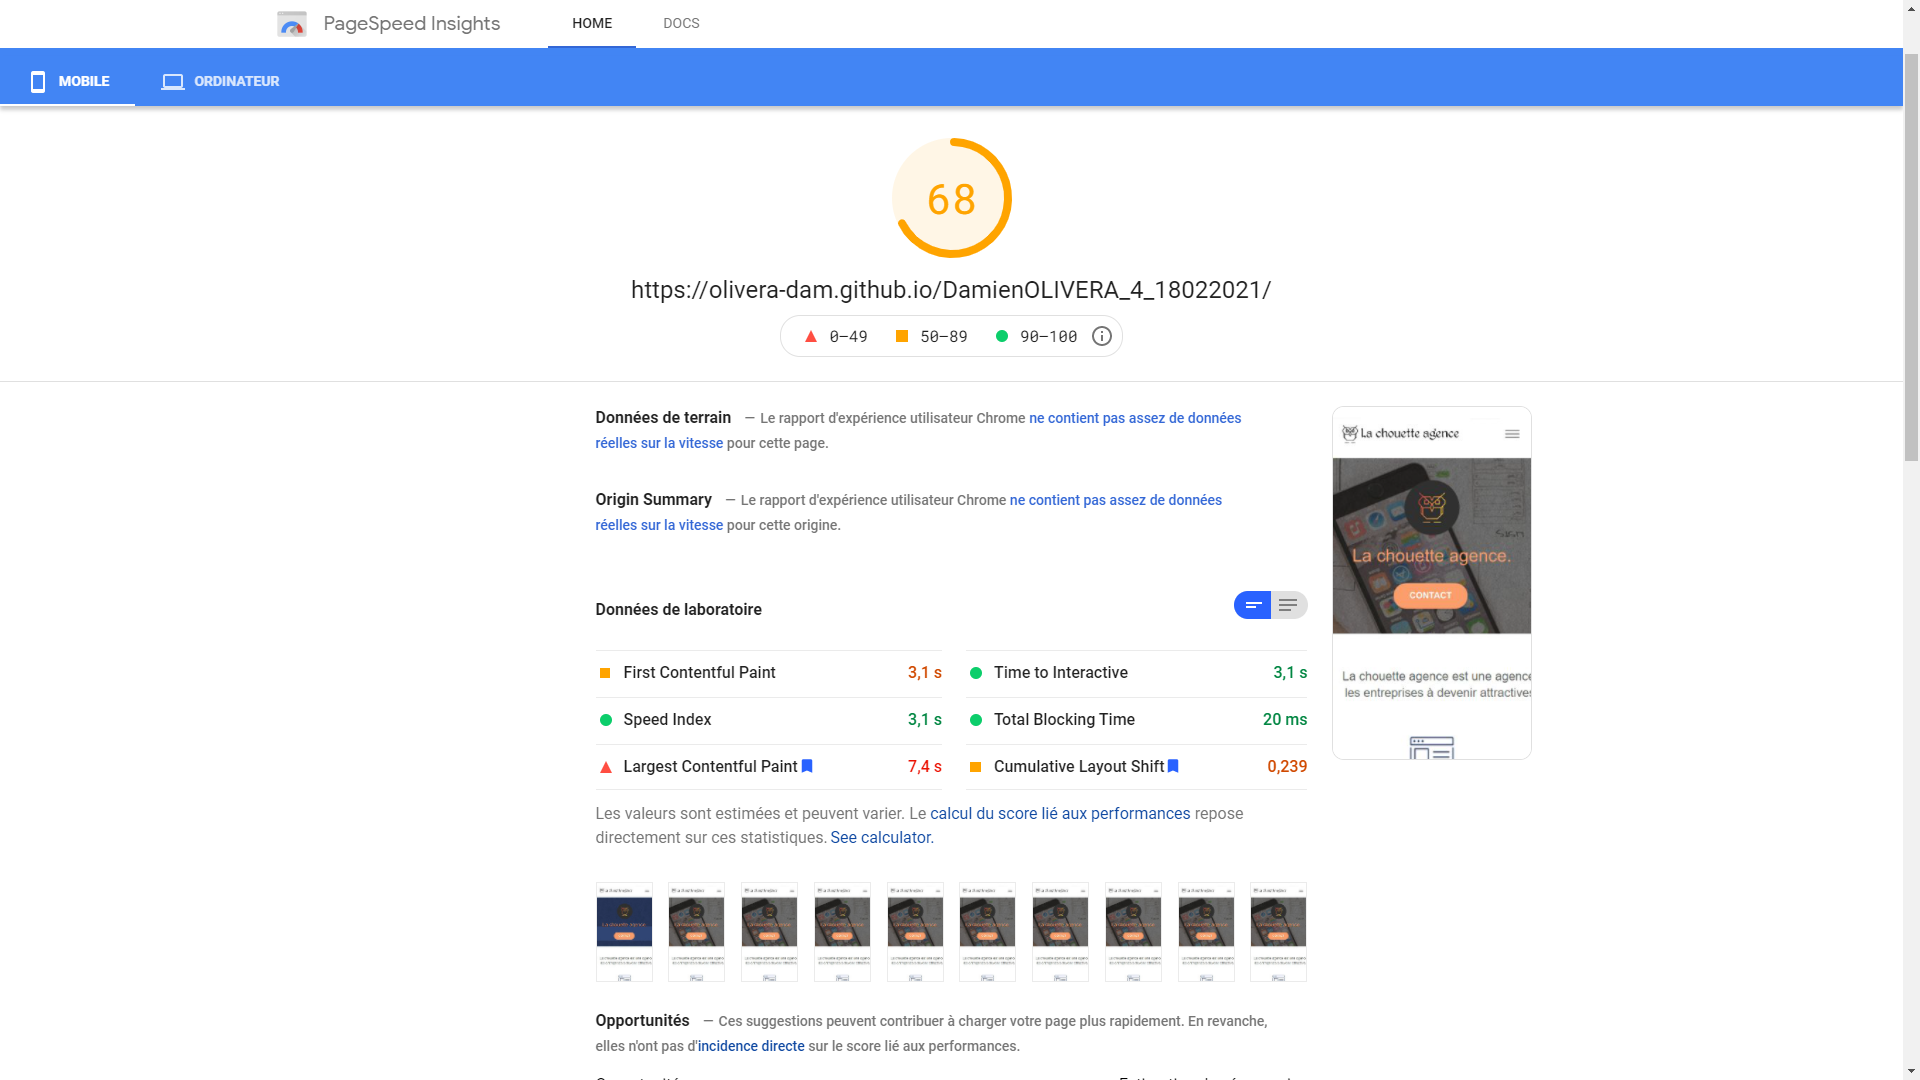 PageSpeed Insights
HOME
DOCS
MOBILE
ORDINATEUR
68
https://olivera-dam.github.io/DamienOLIVERA_4_18022021/
0–49
50–89
90–100
Données de terrain — Le rapport d'expérience utilisateur Chrome ne contient pas assez de données
réelles sur la vitesse pour cette page.
Origin Summary — Le rapport d'expérience utilisateur Chrome ne contient pas assez de données
réelles sur la vitesse pour cette origine.
La chouette agence
La chouette agence.
CONTACT
La chouette agence est une agence
les entreprises à devenir attractives
Données de laboratoire
First Contentful Paint 3,1 s
Time to Interactive 3,1 s
Speed Index 3,1 s
Total Blocking Time 20 ms
Largest Contentful Paint 7,4 s
Cumulative Layout Shift 0,239
Les valeurs sont estimées et peuvent varier. Le calcul du score lié aux performances repose
directement sur ces statistiques. See calculator.
Opportunités — Ces suggestions peuvent contribuer à charger votre page plus rapidement. En revanche,
elles n'ont pas d'incidence directe sur le score lié aux performances.